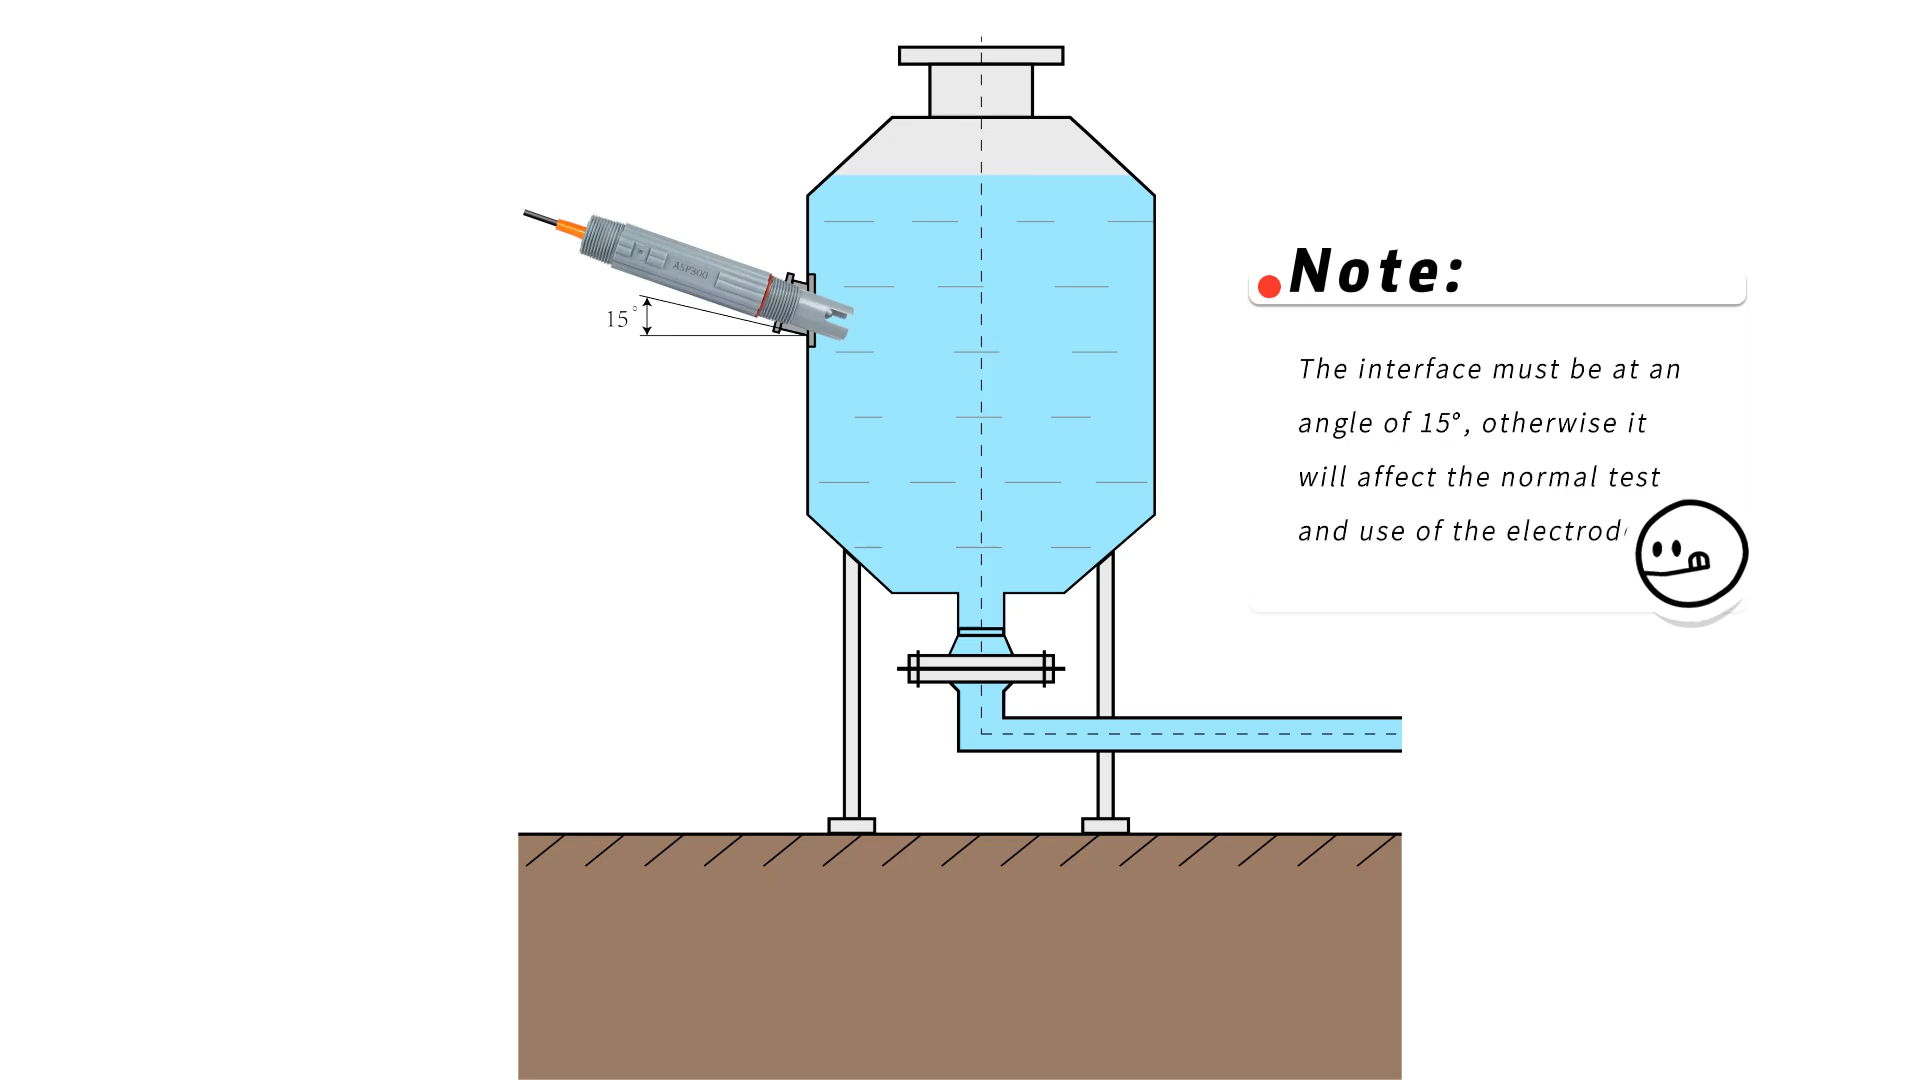 ASP300
15°
Note:
The interface must be at an
angle of 15°, otherwise it
will affect the normal test
and use of the electrod